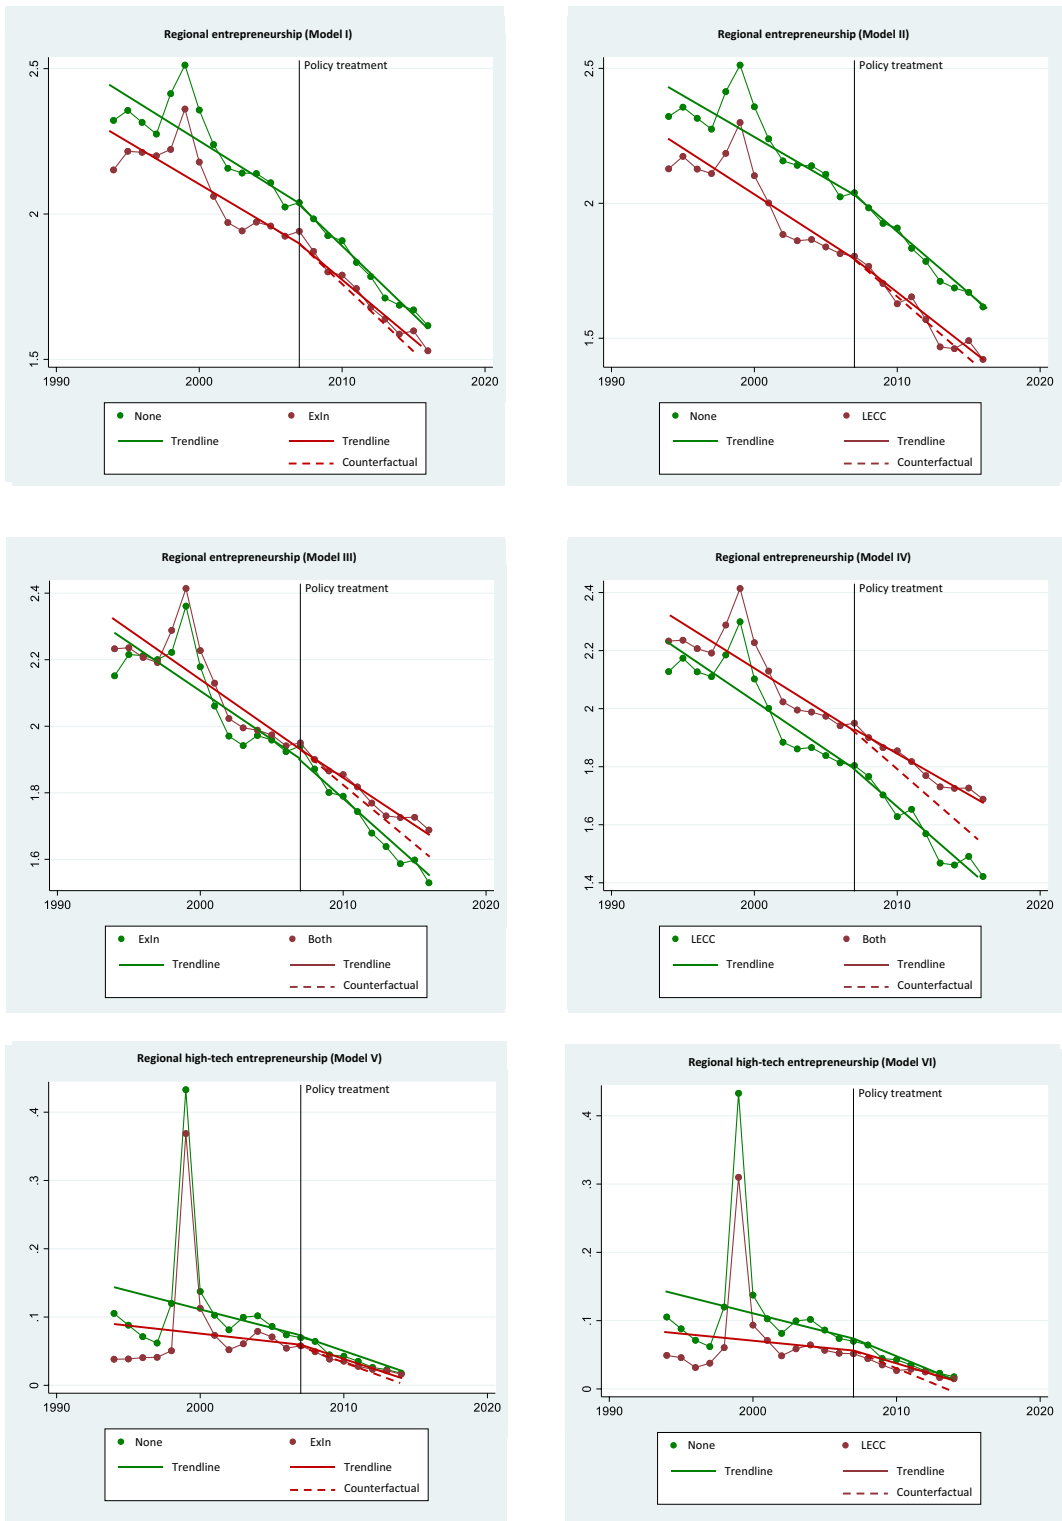 Regional entrepreneurship (Model I)
Policy treatment
2.5
2
1.5
1990 2000 2010 2020
None ExIn
Trendline Trendline
Counterfactual
Regional entrepreneurship (Model II)
Policy treatment
2.5
2
1.5
1990 2000 2010 2020
None LECC
Trendline Trendline
Counterfactual
Regional entrepreneurship (Model III)
Policy treatment
2.4
2.2
2
1.8
1.6
1990 2000 2010 2020
ExIn Both
Trendline Trendline
Counterfactual
Regional entrepreneurship (Model IV)
Policy treatment
2.4
2.2
2
1.8
1.6
1.4
1990 2000 2010 2020
LECC Both
Trendline Trendline
Counterfactual
Regional high-tech entrepreneurship (Model V)
Policy treatment
.4
.3
.2
.1
0
1990 2000 2010 2020
None ExIn
Trendline Trendline
Counterfactual
Regional high-tech entrepreneurship (Model VI)
Policy treatment
.4
.3
.2
.1
0
1990 2000 2010 2020
None LECC
Trendline Trendline
Counterfactual